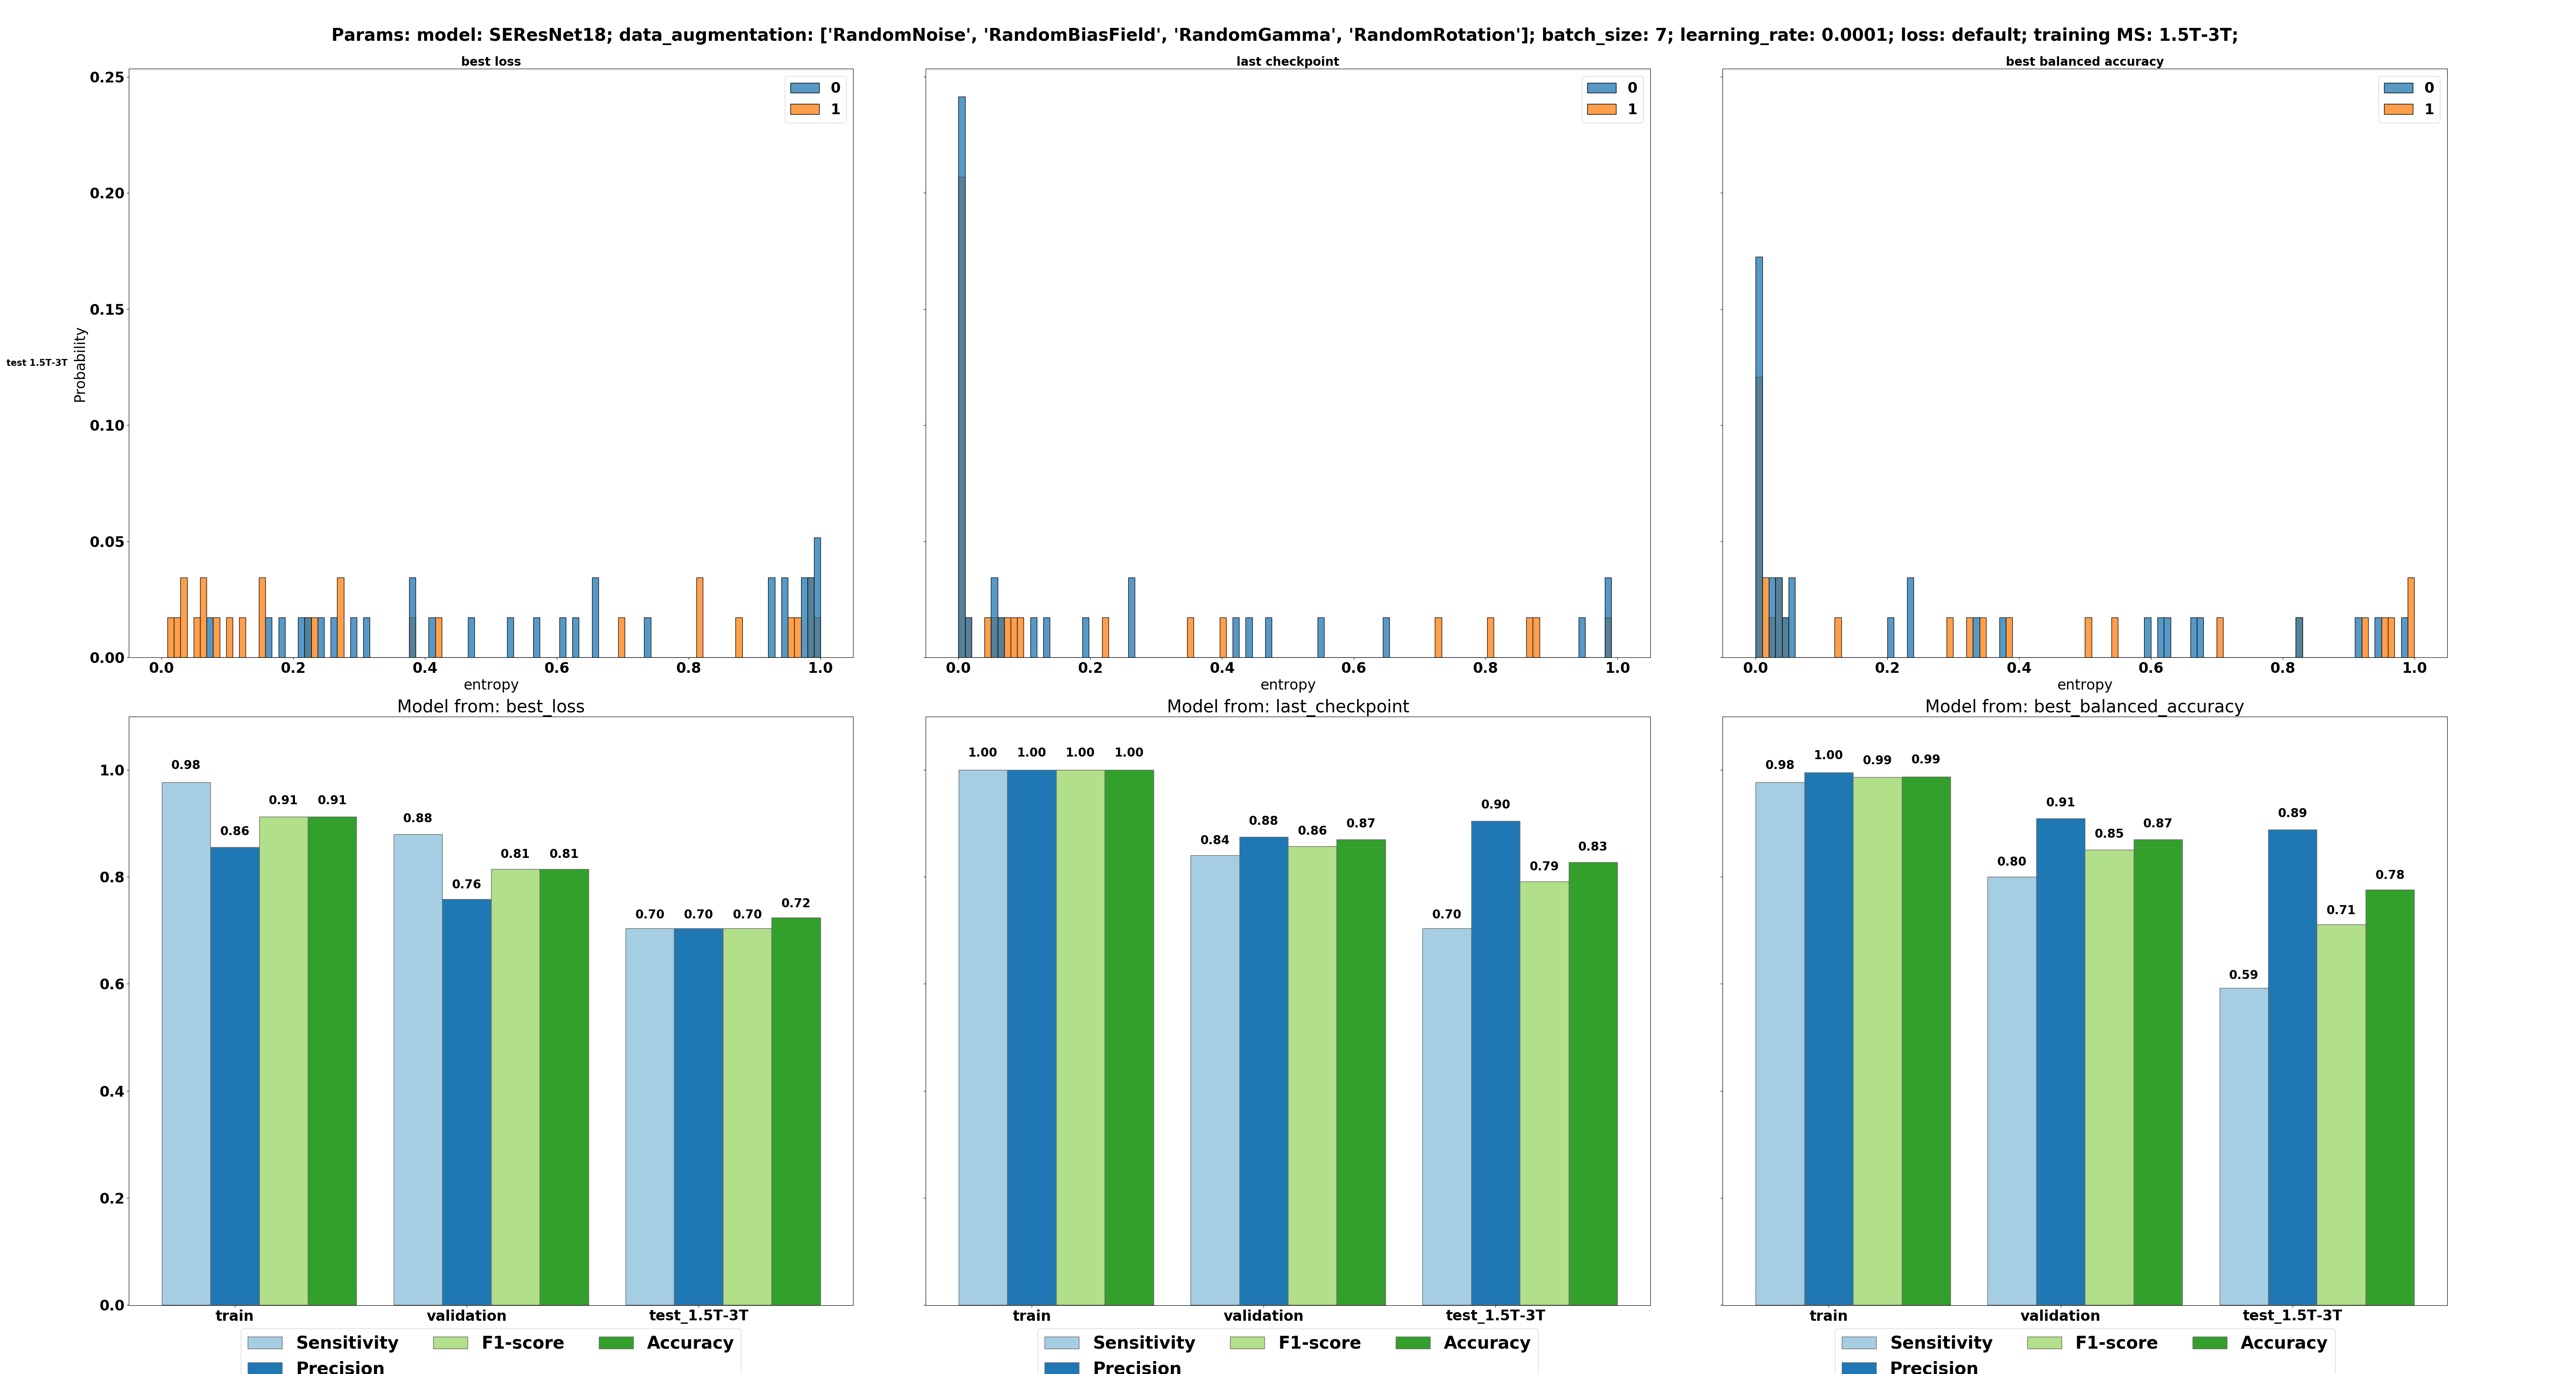 Params: model: SEResNet18; data_augmentation: ['RandomNoise', 'RandomBiasField', 'RandomGamma', 'RandomRotation']; batch_size: 7; learning_rate: 0.0001; loss: default; training MS: 1.5T-3T;
best loss
last checkpoint
best balanced accuracy
0.25
0.20
0.15
0.10
0.05
0.00
test 1.5T-3T
Probability
0
1
0
1
0
1
0.0 0.2 0.4 0.6 0.8 1.0
0.0 0.2 0.4 0.6 0.8 1.0
0.0 0.2 0.4 0.6 0.8 1.0
entropy
entropy
entropy
Model from: best_loss
Model from: last_checkpoint
Model from: best_balanced_accuracy
1.0
0.8
0.6
0.4
0.2
0.0
0.98 0.86 0.91 0.91
0.88 0.76 0.81 0.81
0.70 0.70 0.70 0.72
1.00 1.00 1.00 1.00
0.84 0.88 0.86 0.87
0.70 0.90 0.79 0.83
0.98 1.00 0.99 0.99
0.80 0.91 0.85 0.87
0.59 0.89 0.71 0.78
train validation test_1.5T-3T
train validation test_1.5T-3T
train validation test_1.5T-3T
Sensitivity F1-score Accuracy
Precision
Sensitivity F1-score Accuracy
Precision
Sensitivity F1-score Accuracy
Precision